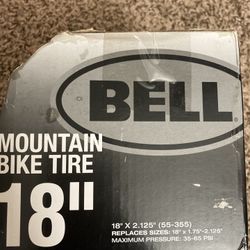 BELL
MOUNTAIN
BIKE TIRE
18"
18" X 2.125" (55-355)
REPLACES SIZES: 18" x 1.75"-2.125"
MAXIMUM PRESSURE: 35-65 PSI